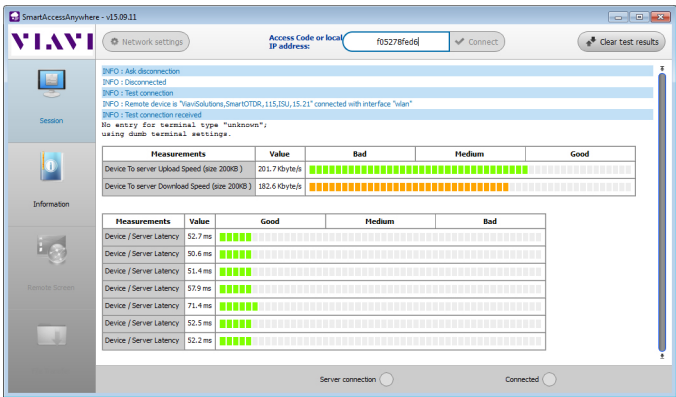 SmartAccessAnywhere - v15.09.11
VIAVI
Network settings
Access Code or local
IP address:
f05278fed6
Connect
Clear test results
INFO : Ask disconnection
INFO : Disconnected
INFO : Test connection
INFO : Remote device is "ViaviSolutions,SmartOTDR,115,ISU,15.21" connected with interface "wlan"
INFO : Test connection received
No entry for terminal type "unknown";
using dumb terminal settings.
Session
Information
Remote Screen
Measurements Value Bad Medium Good
Device To server Upload Speed (size 200KB ) 201.7 Kbyte/s
Device To server Download Speed (size 200KB ) 182.6 Kbyte/s
Measurements Value Good Medium Bad
Device / Server Latency 52.7 ms
Device / Server Latency 50.6 ms
Device / Server Latency 51.4 ms
Device / Server Latency 57.9 ms
Device / Server Latency 71.4 ms
Device / Server Latency 52.5 ms
Device / Server Latency 52.2 ms
Server connection
Connected